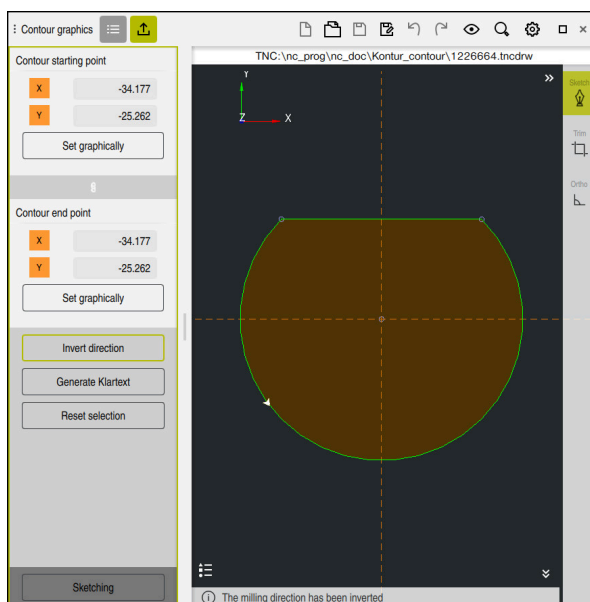 Contour graphics
TNC:\nc_prog\nc_doc\Kontur_contour\1226664.tncdrw
Contour starting point
X -34.177
Y -25.262
Set graphically
Contour end point
X -34.177
Y -25.262
Set graphically
Invert direction
Generate Klartext
Reset selection
Sketching
Y
Z X
Sketch
Trim
Ortho
The milling direction has been inverted